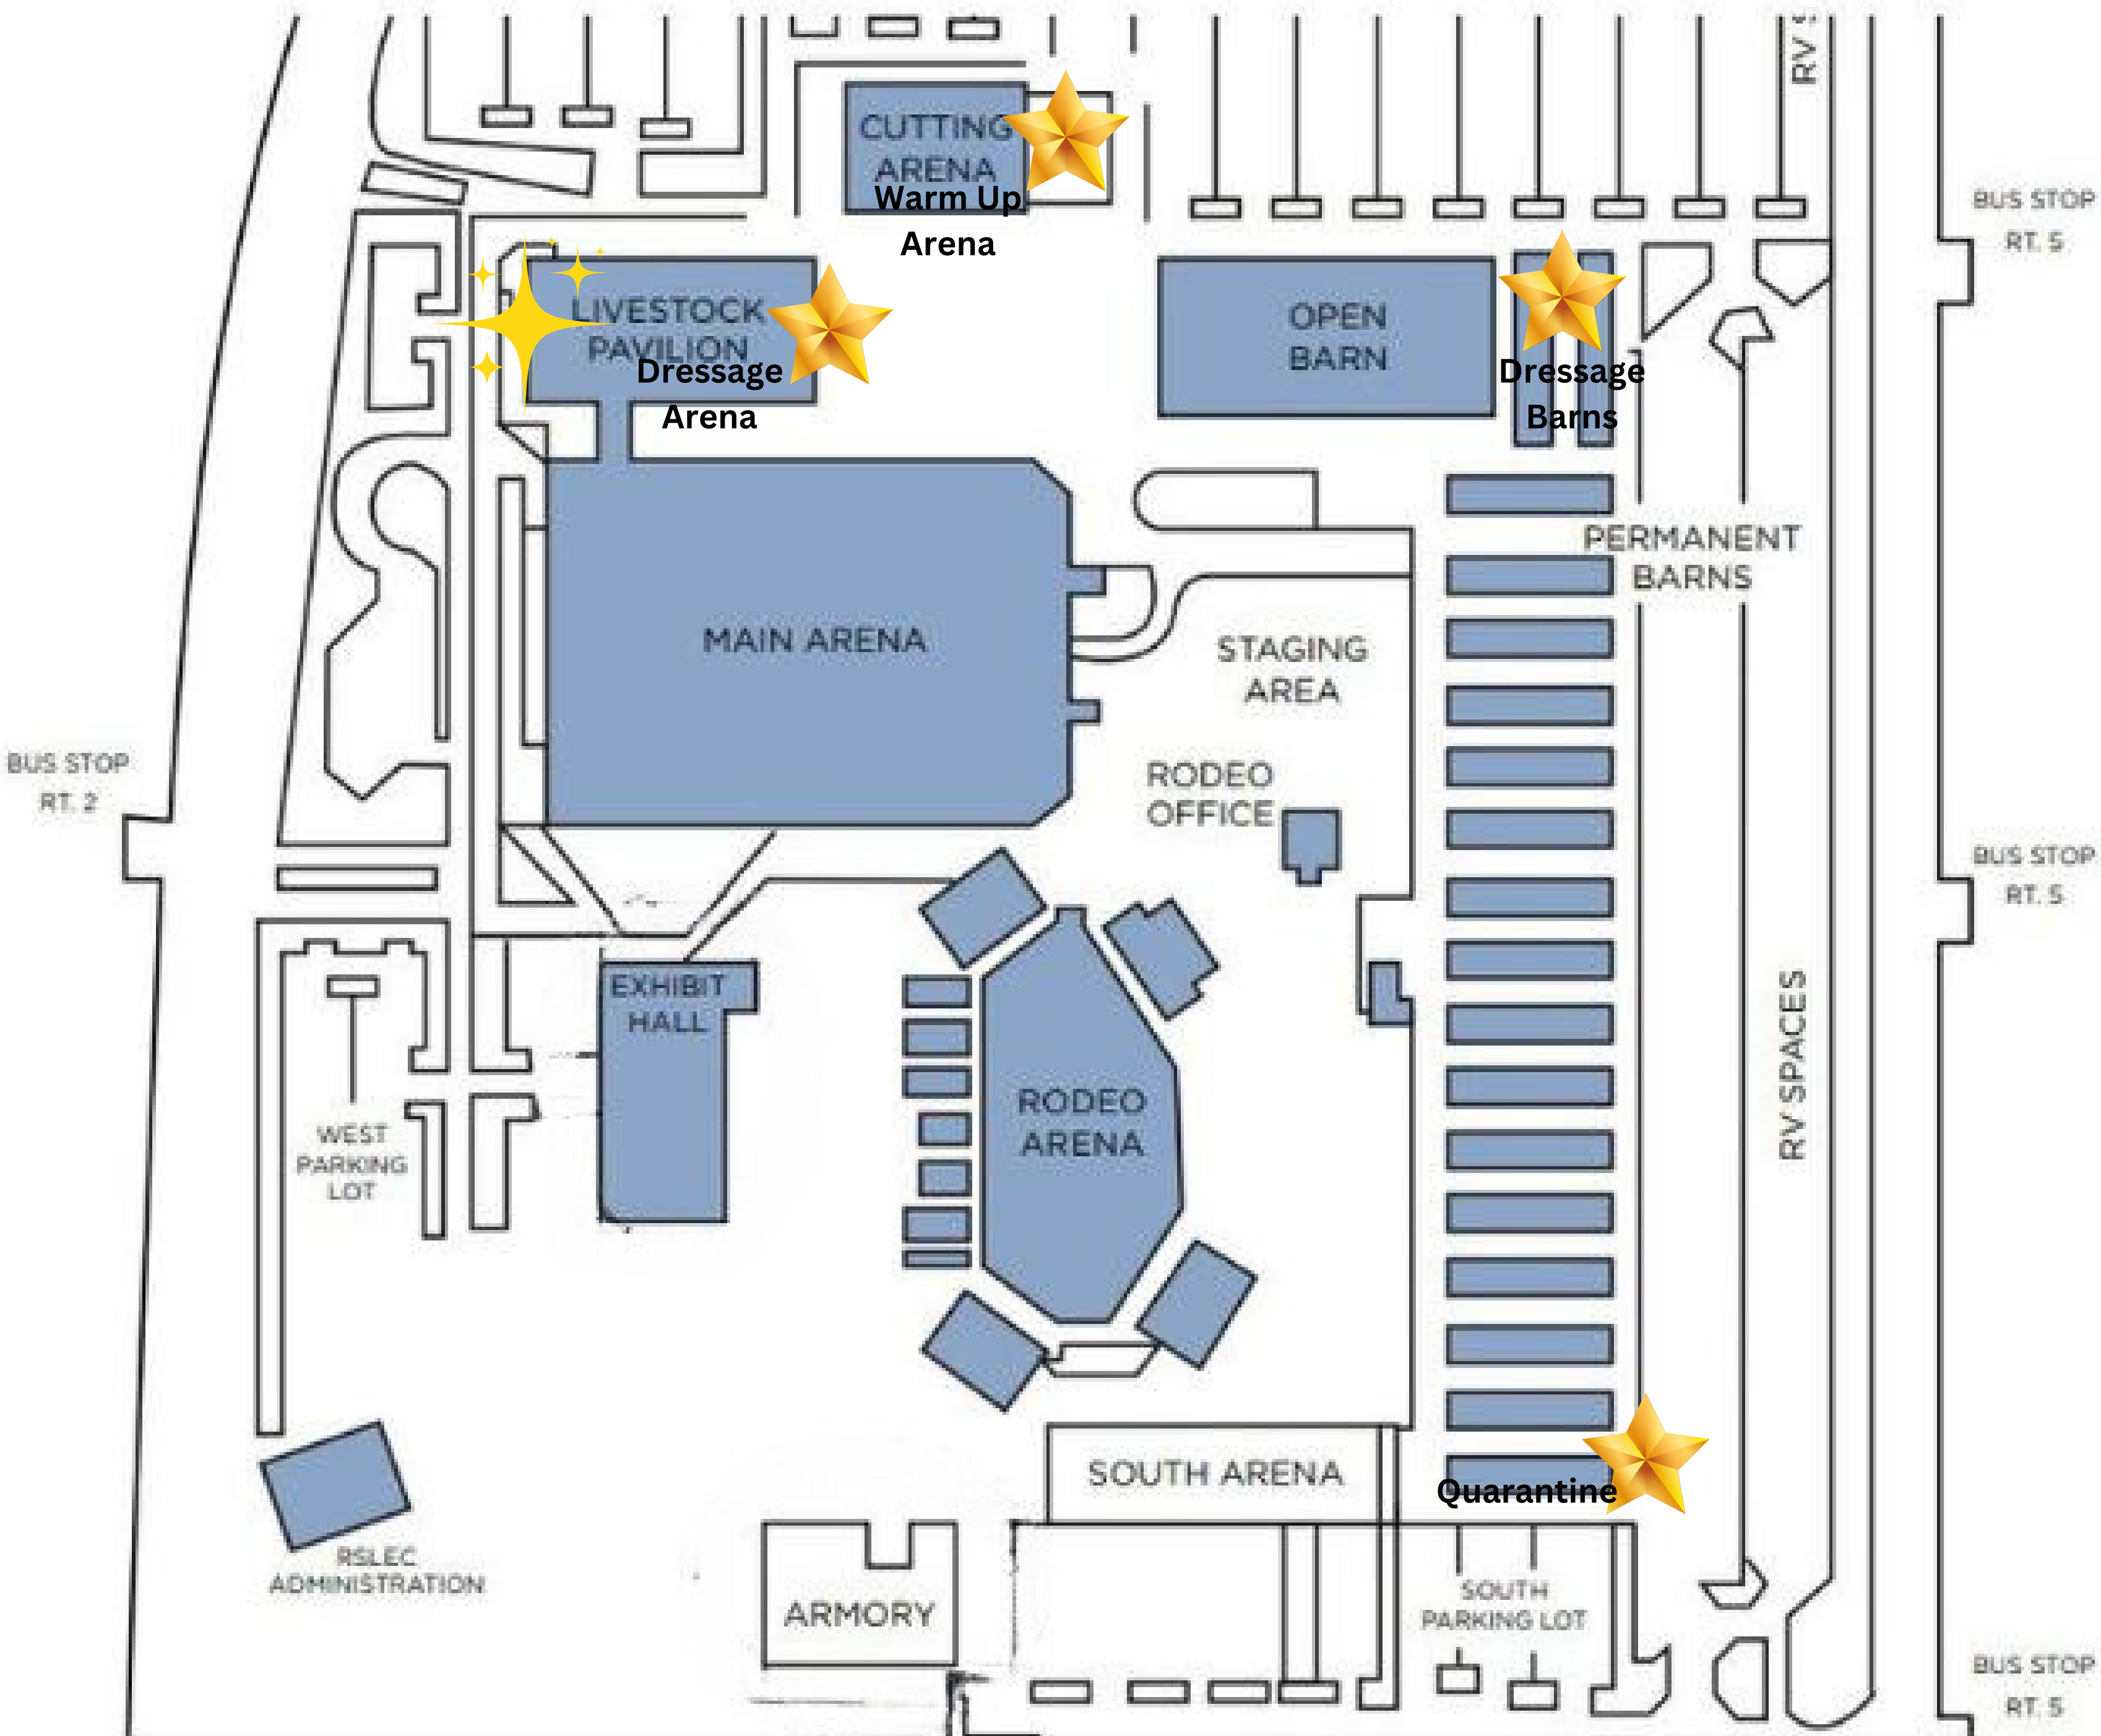 RV S
CUTTING
ARENA
Warm Up
Arena
BUS STOP
RT. 5
LIVESTOCK
PAVILION
Dressage
Arena
OPEN
BARN
Dressage
Barns
PERMANENT
BARNS
MAIN ARENA
STAGING
AREA
BUS STOP
RT. 2
RODEO
OFFICE
BUS STOP
RT. 5
EXHIBIT
HALL
RV SPACES
RODEO
ARENA
WEST
PARKING
LOT
SOUTH ARENA
Quarantine
RSLEC
ADMINISTRATION
ARMORY
SOUTH
PARKING LOT
BUS STOP
RT. 5